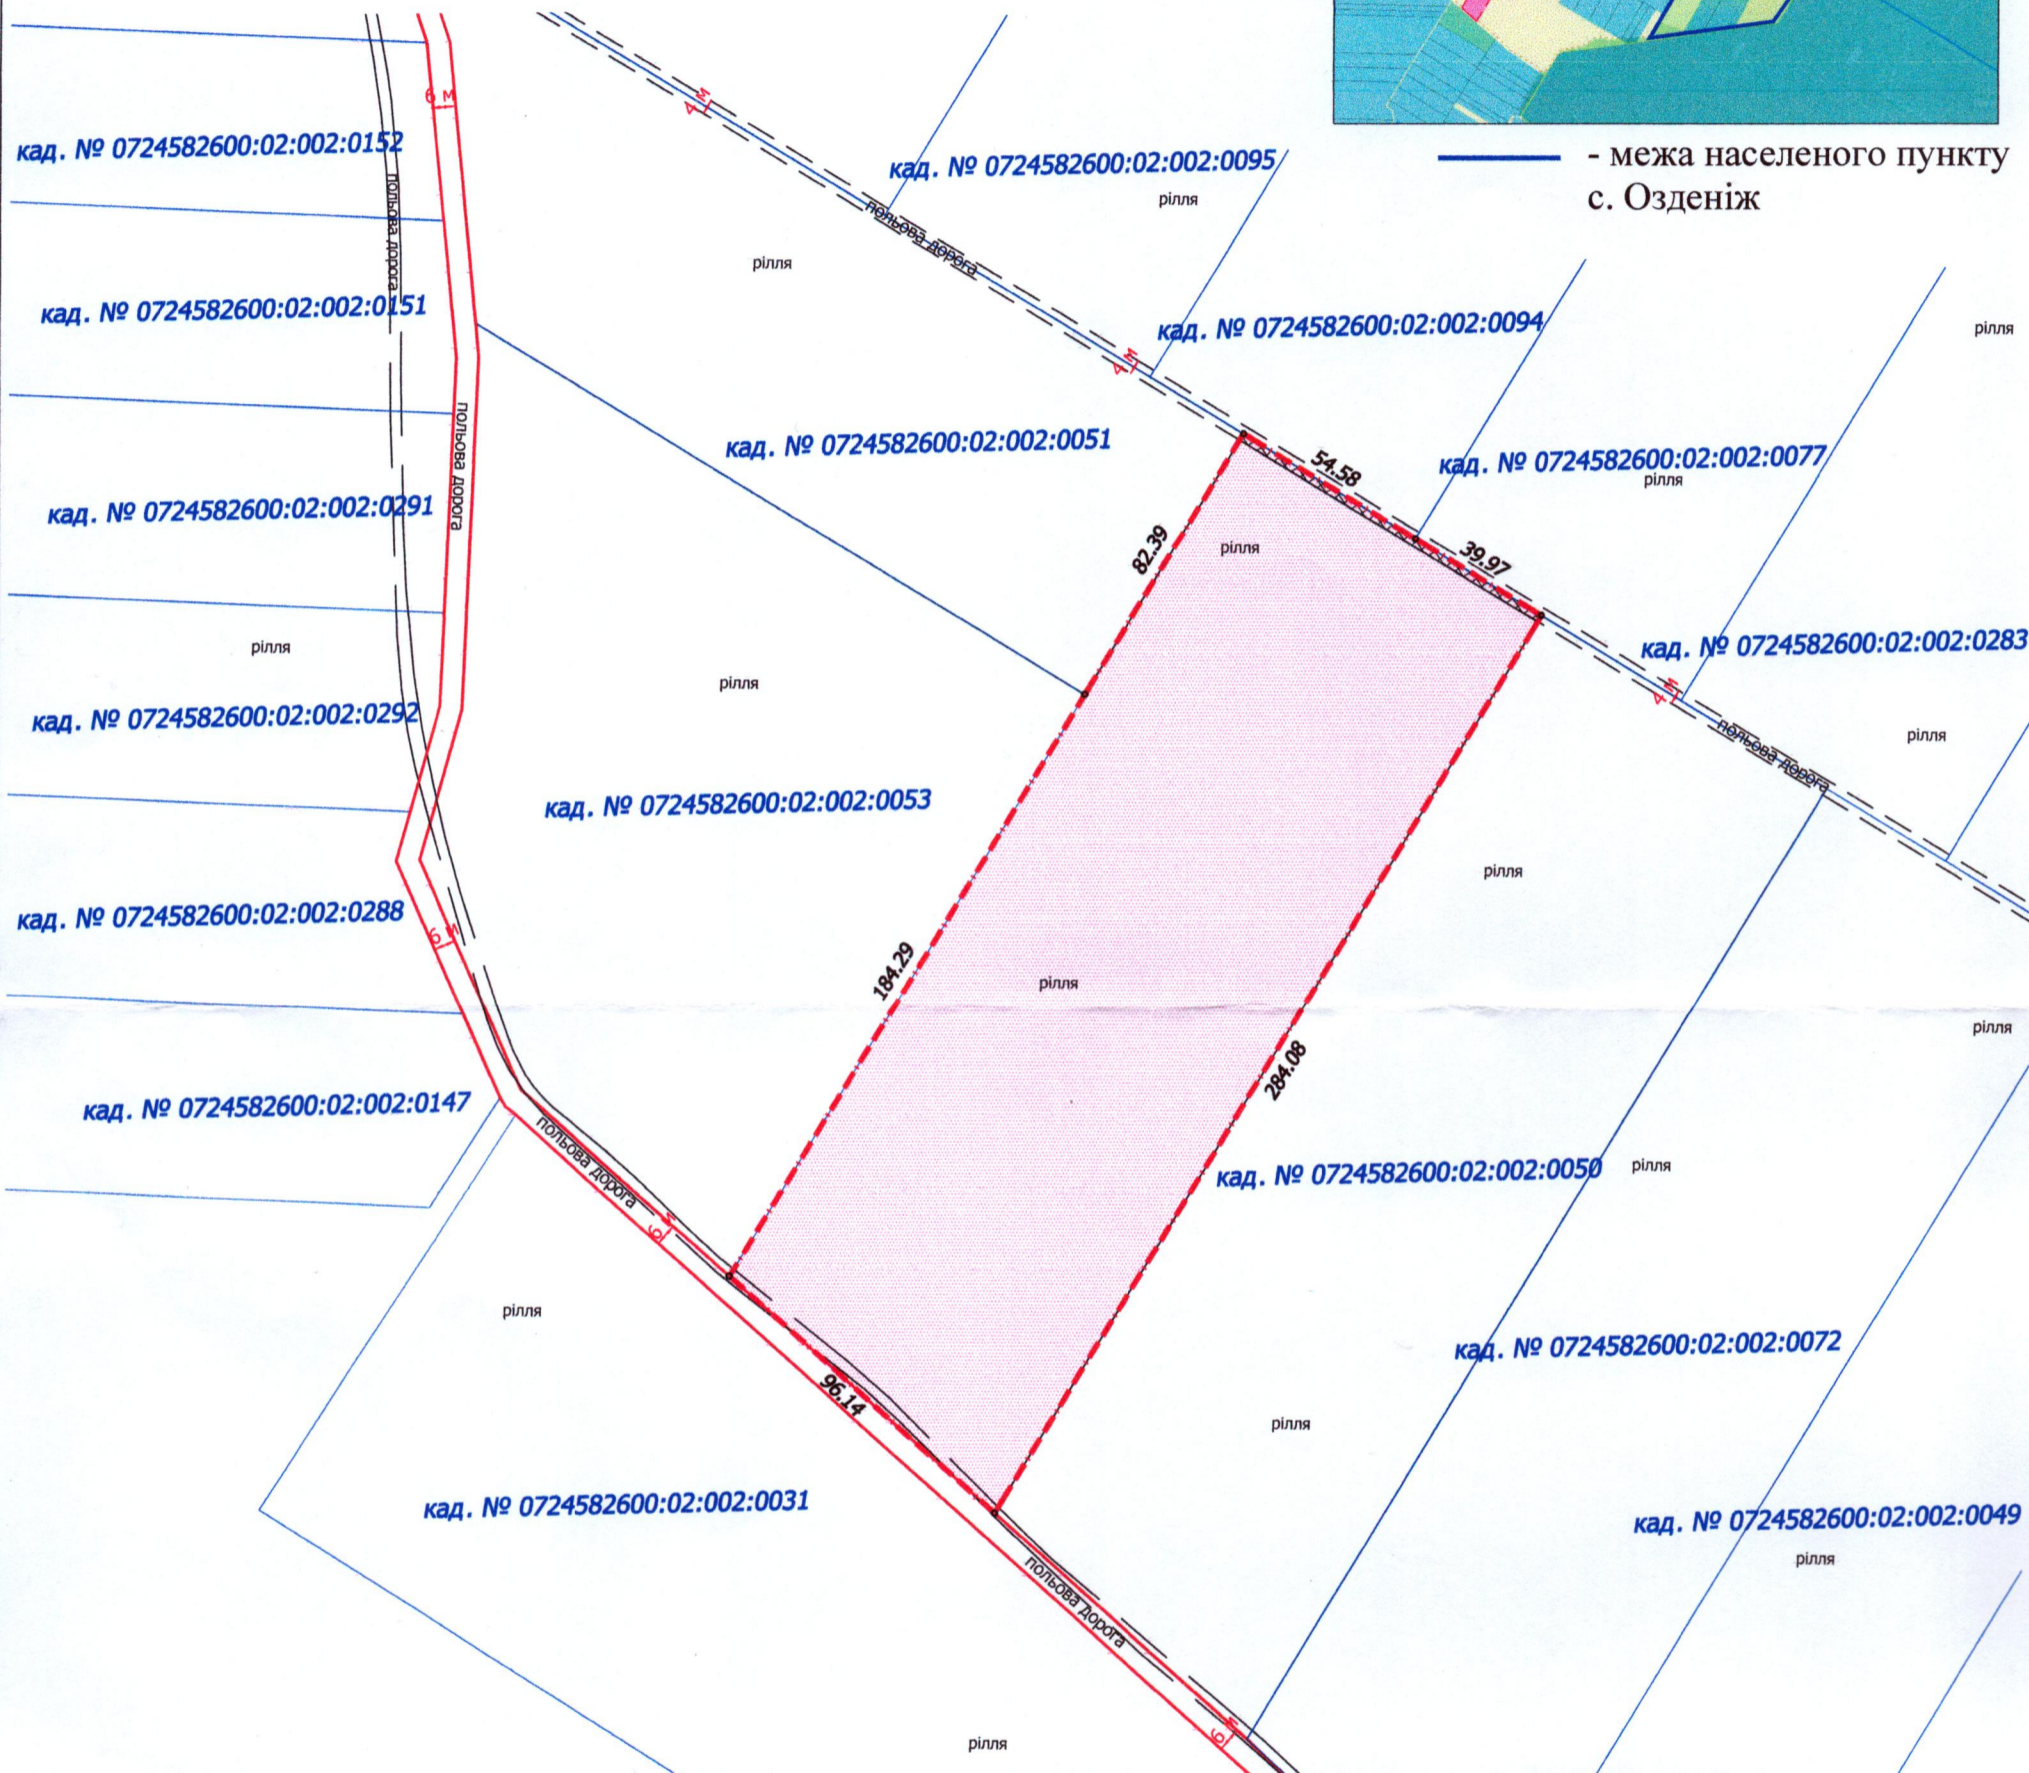 6 м
4 м
кад. № 0724582600:02:002:0152
кад. № 0724582600:02:002:0095
- межа населеного пункту
с. Озденіж
польова дорога
рілля
польова дорога
рілля
кад. № 0724582600:02:002:0151
кад. № 0724582600:02:002:0094
рілля
4 м
кад. № 0724582600:02:002:0051
54.58
кад. № 0724582600:02:002:0077
рілля
польова дорога
кад. № 0724582600:02:002:0291
82.39
рілля
39.97
рілля
кад. № 0724582600:02:002:0283
рілля
4 м
кад. № 0724582600:02:002:0292
польова дорога
рілля
кад. № 0724582600:02:002:0053
рілля
кад. № 0724582600:02:002:0288
6 м
184.29
рілля
рілля
284.08
кад. № 0724582600:02:002:0147
польова дорога
кад. № 0724582600:02:002:0050
рілля
6 м
рілля
кад. № 0724582600:02:002:0072
96.14
рілля
кад. № 0724582600:02:002:0031
кад. № 0724582600:02:002:0049
рілля
польова дорога
6 м
рілля